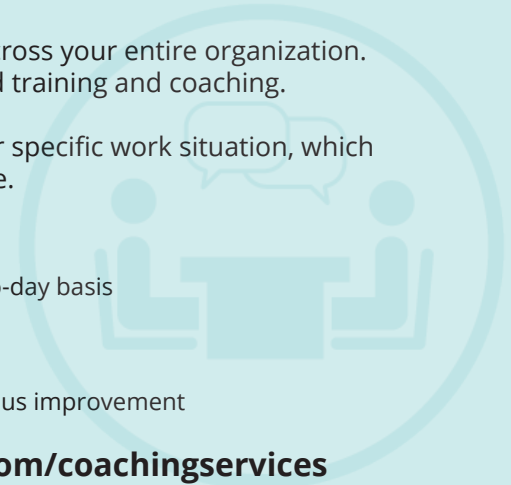 ross your entire organization.
training and coaching.
specific work situation, which
-day basis
us improvement
om/coachingservices